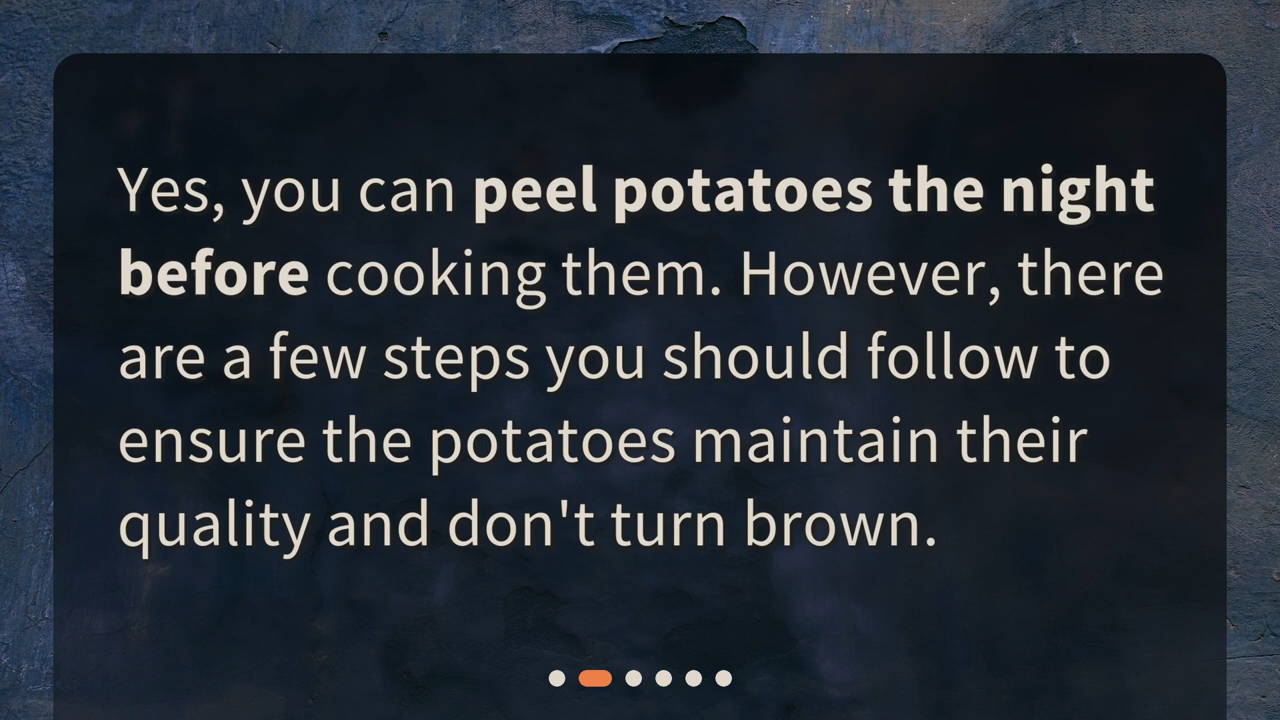 Yes, you can peel potatoes the night
before cooking them. However, there
are a few steps you should follow to
ensure the potatoes maintain their
quality and don't turn brown.